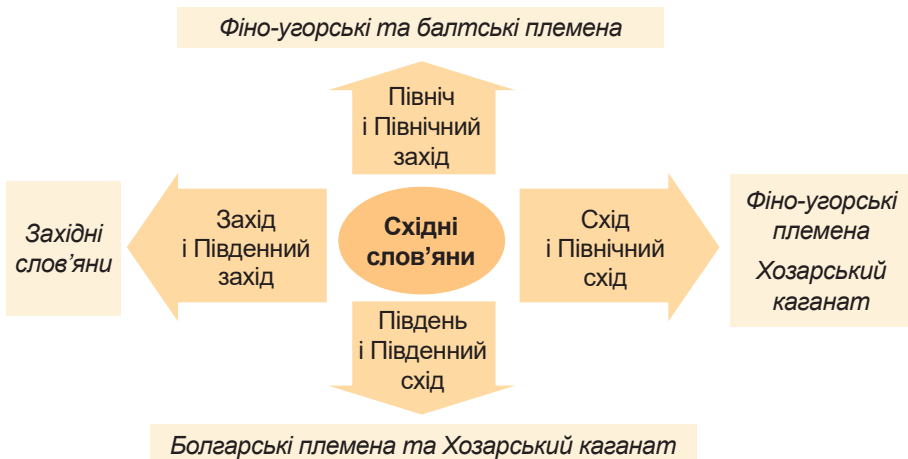 Фіно-угорські та балтські племена
Північ
і Північний
захід
Західні
слов’яни
Захід
і Південний
захід
Східні
слов’яни
Схід
і Північний
схід
Фіно-угорські
племена
Хозарський
каганат
Південь
і Південний
схід
Болгарські племена та Хозарський каганат